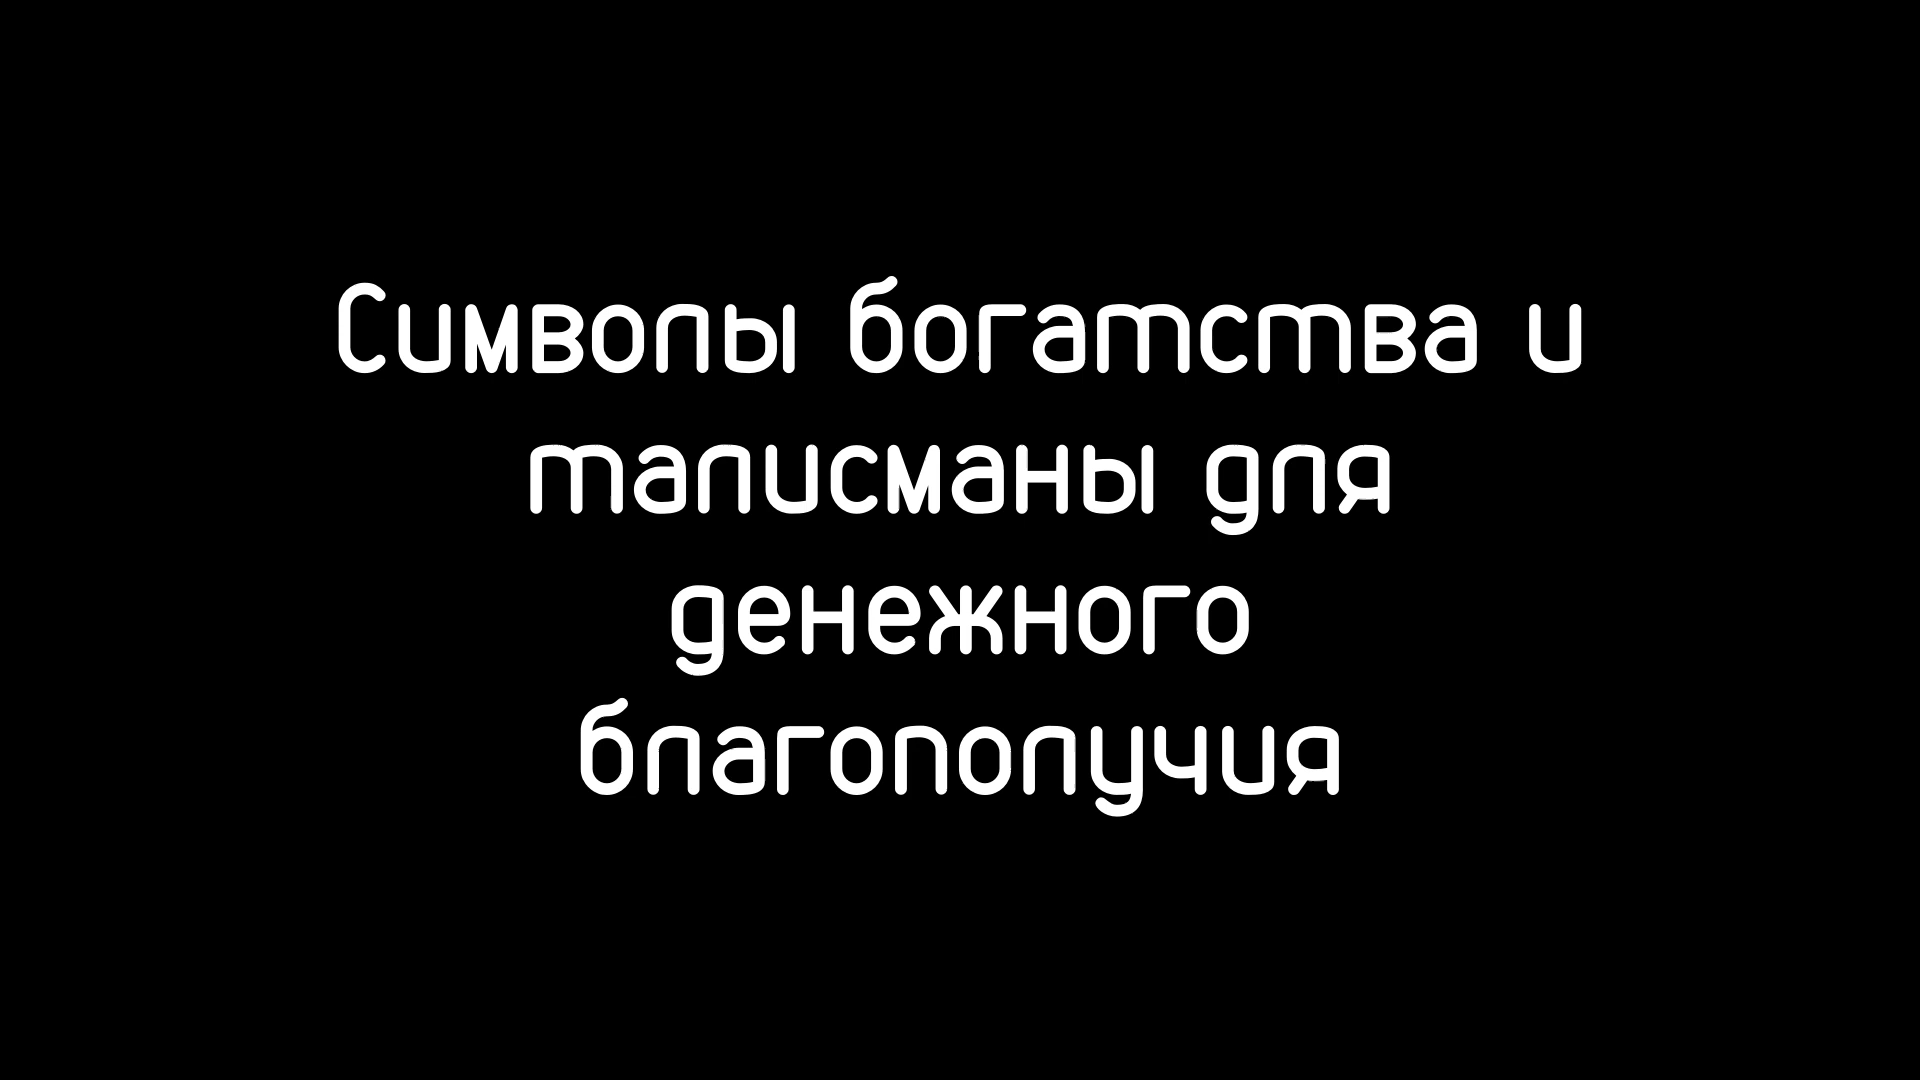 Символы богатства и
талисманы для
денежного
благополучия